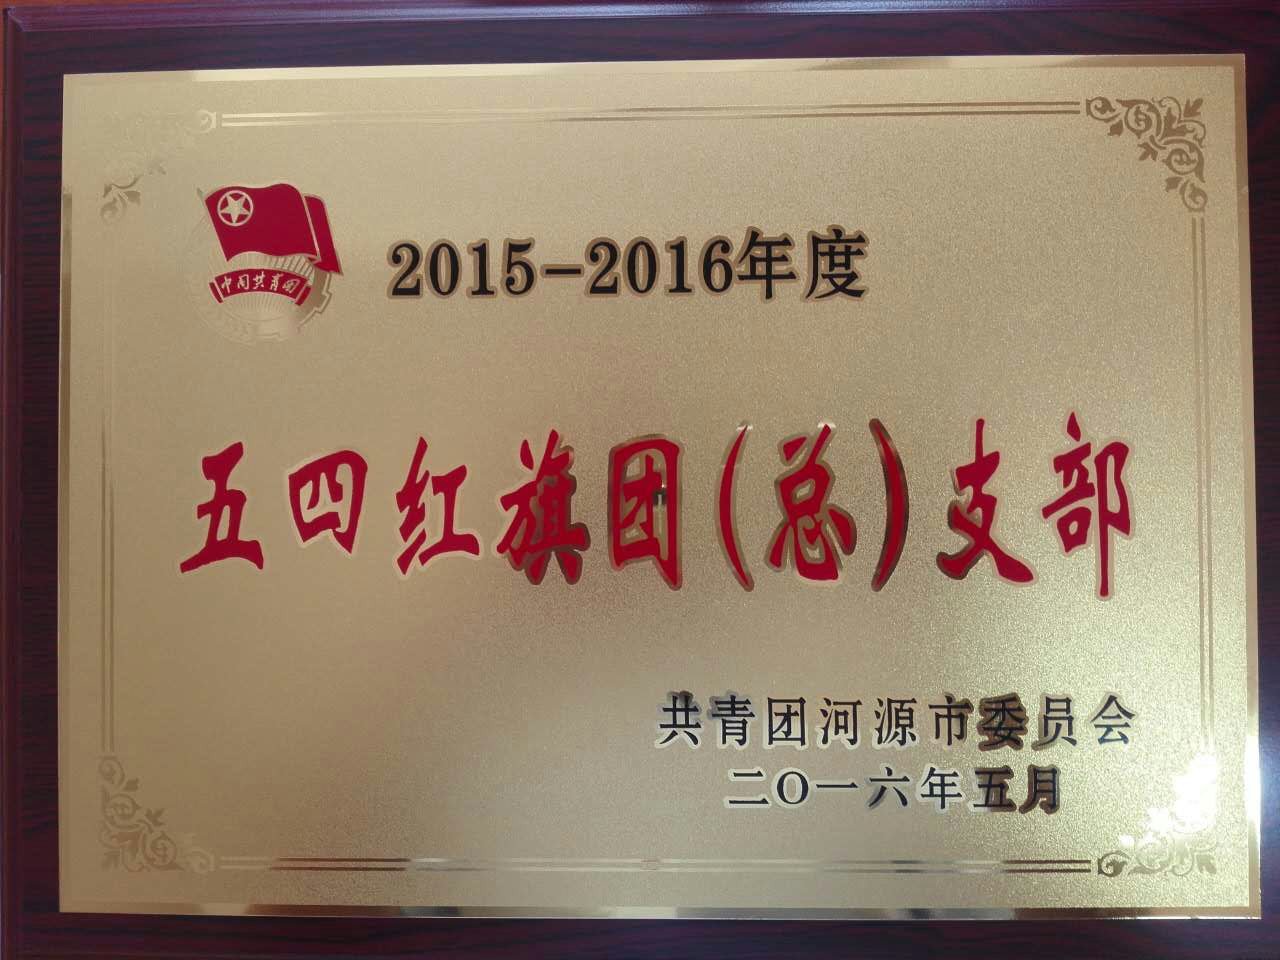 中国共青团
2015-2016年度
五四红旗团(总)支部
共青团河源市委员会
二〇一六年五月